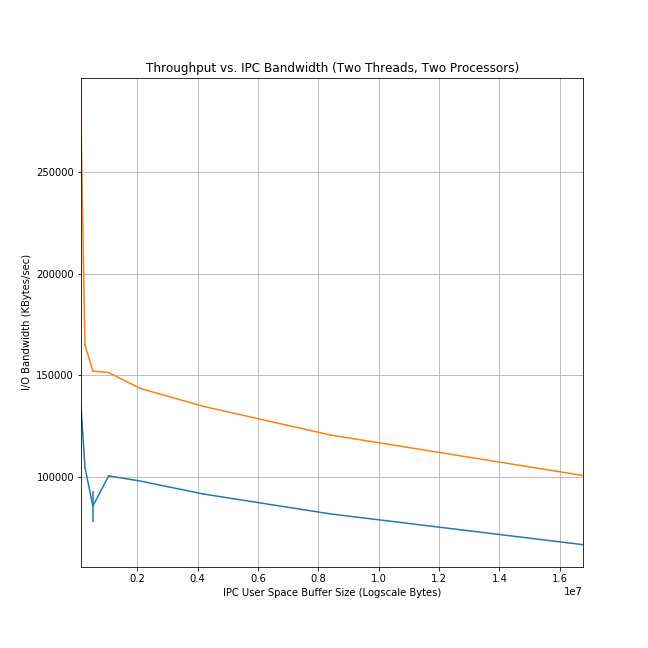 Throughput vs. IPC Bandwidth (Two Threads, Two Processors)
I/O Bandwidth (KBytes/sec)
250000
200000
150000
100000
0.2 0.4 0.6 0.8 1.0 1.2 1.4 1.6
1e7
IPC User Space Buffer Size (Logscale Bytes)